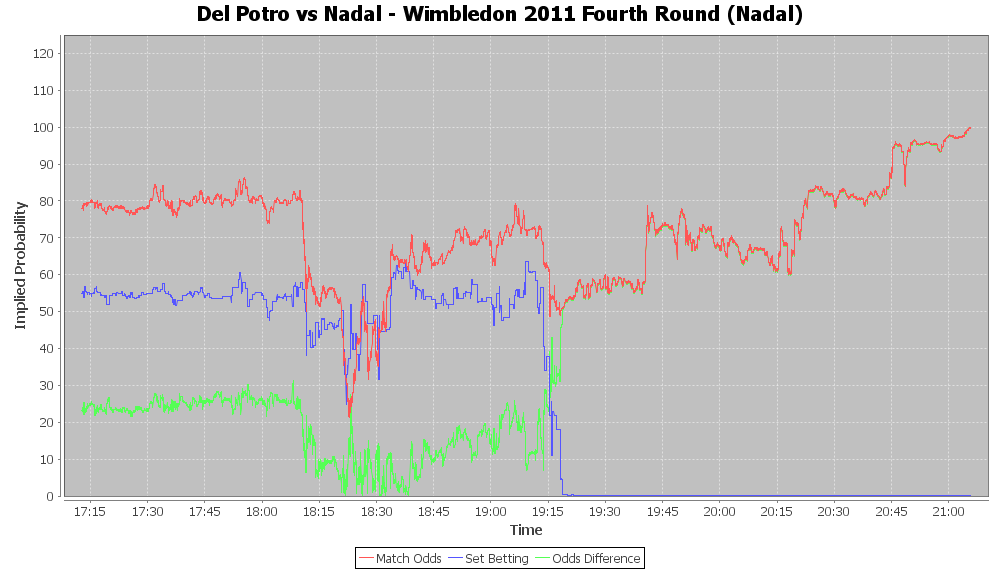 Del Potro vs Nadal - Wimbledon 2011 Fourth Round (Nadal)
120
110
100
90
80
70
60
50
40
30
20
10
0
Implied Probability
17:15 17:30 17:45 18:00 18:15 18:30 18:45 19:00 19:15 19:30 19:45 20:00 20:15 20:30 20:45 21:00
Time
Match Odds Set Betting Odds Difference